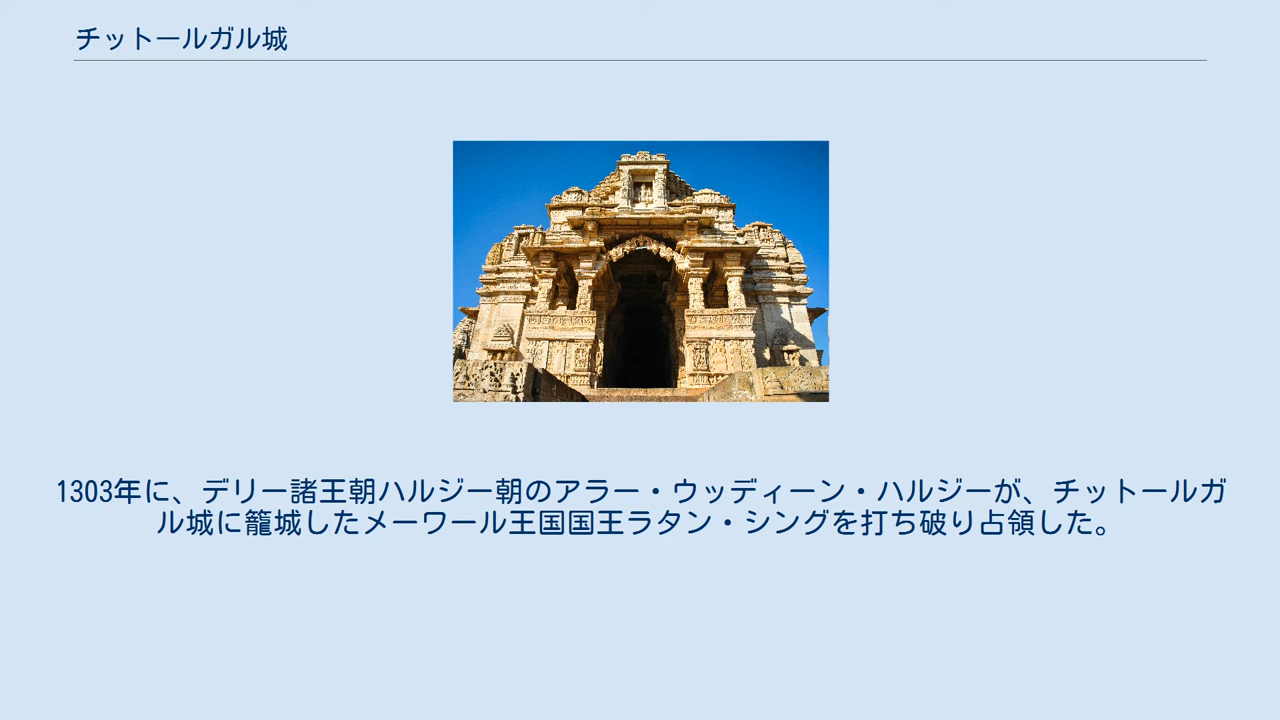 チットールガル城
1303年に、デリー諸王朝ハルジー朝のアラー・ウッディーン・ハルジーが、チットールガ
ル城に籠城したメーワール王国国王ラタン・シングを打ち破り占領した。